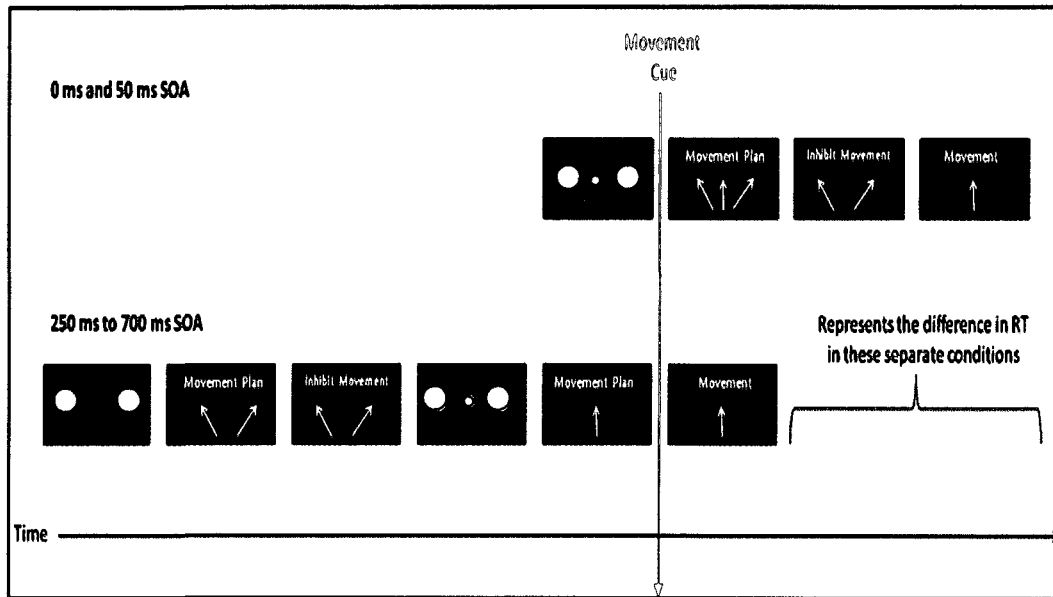 Movement
Cue
0 ms and 50 ms SOA
Movement Plan
Inhibit Movement
Movement
250 ms to 700 ms SOA
Represents the difference in RT
in these separate conditions
Movement Plan
Inhibit Movement
Movement Plan
Movement
Time